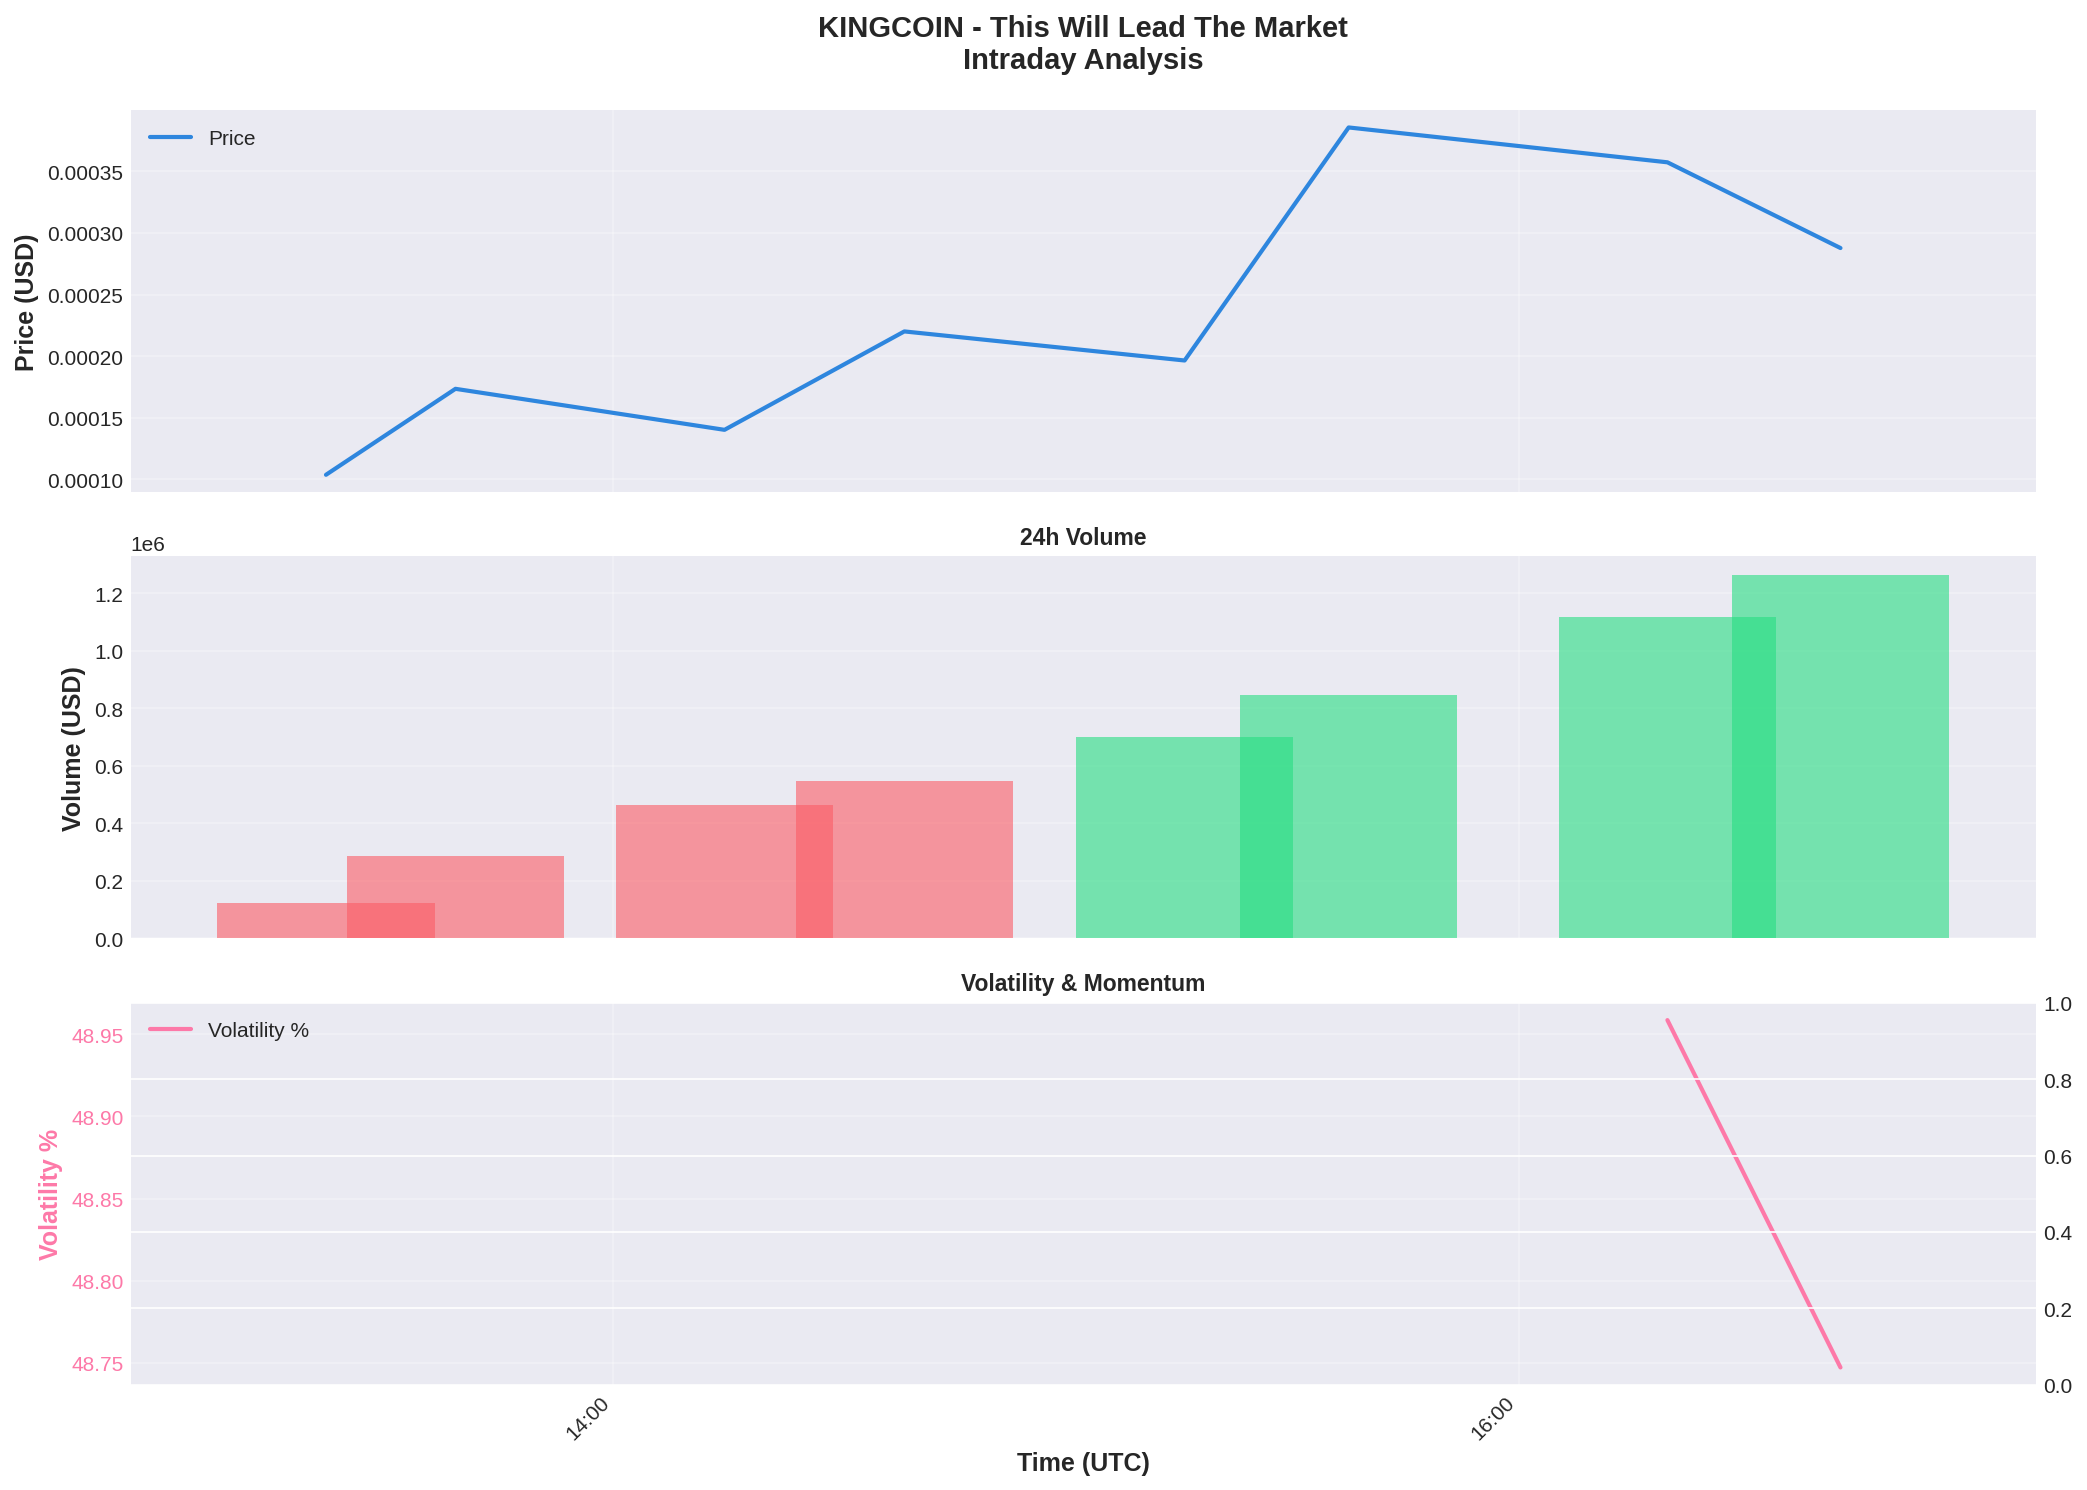 KINGCOIN - This Will Lead The Market
Intraday Analysis
Price
0.00035
0.00030
0.00025
0.00020
0.00015
0.00010
Price (USD)
24h Volume
1e6
1.2
1.0
0.8
0.6
0.4
0.2
0.0
Volume (USD)
Volatility & Momentum
Volatility %
48.95
48.90
48.85
48.80
48.75
Volatility %
1.0
0.8
0.6
0.4
0.2
0.0
14:00
16:00
Time (UTC)